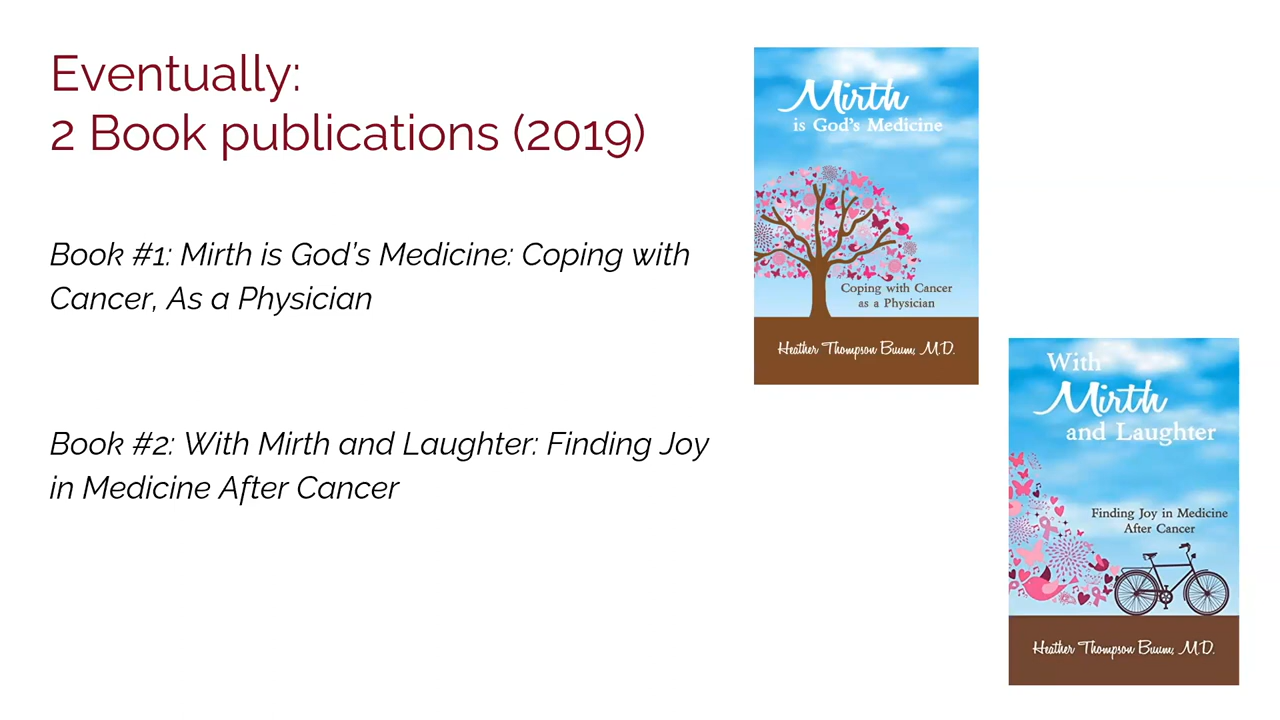 Eventually:
2 Book publications (2019)
Book #1: Mirth is God's Medicine: Coping with
Cancer, As a Physician
Book #2: With Mirth and Laughter: Finding Joy
in Medicine After Cancer
Mirth
is God's Medicine
Coping with Cancer
as a Physician
Heather Thompson Buum, M.D.
With
Mirth
and Laughter
Finding Joy in Medicine
After Cancer
Heather Thompson Buum, M.D.